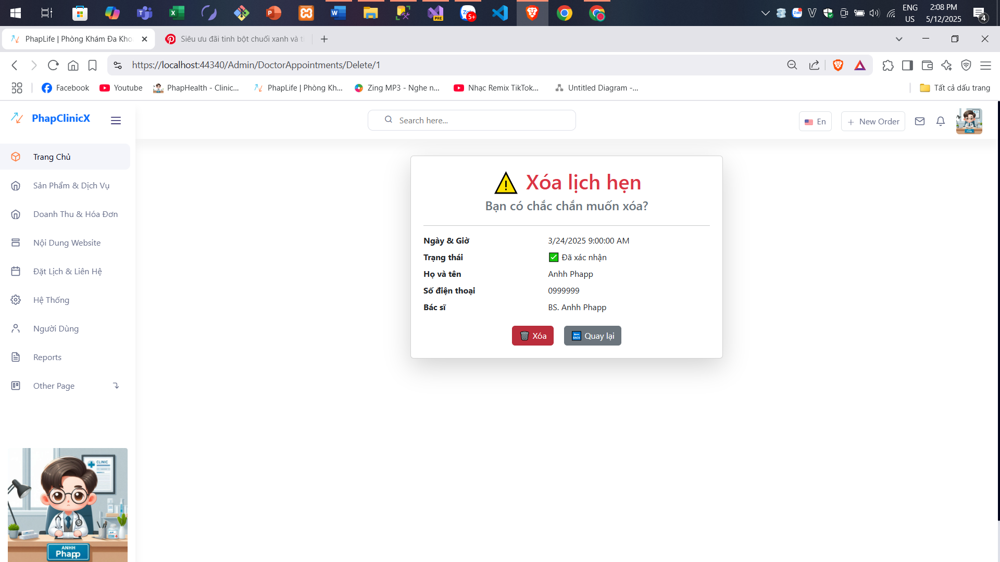 ENG
US
2:08 PM
5/12/2025
4
5+
PhapLife | Phòng Khám Đa Kho
Siêu ưu đãi tinh bột chuối xanh và ti
https://localhost:44340/Admin/DoctorAppointments/Delete/1
Facebook
Youtube
PhapHealth - Clinic...
PhapLife | Phòng Kh...
Zing MP3 - Nghe n...
Nhạc Remix TikTok...
Untitled Diagram -...
Tất cả dấu trang
PhapClinicX
Search here...
En
New Order
Trang Chủ
Sản Phẩm & Dịch Vụ
Doanh Thu & Hóa Đơn
Nội Dung Website
Đặt Lịch & Liên Hệ
Hệ Thống
Người Dùng
Reports
Other Page
Xóa lịch hẹn
Bạn có chắc chắn muốn xóa?
Ngày & Giờ 3/24/2025 9:00:00 AM
Trạng thái Đã xác nhận
Họ và tên Anhh Phapp
Số điện thoại 0999999
Bác sĩ BS. Anhh Phapp
Xóa
BACK Quay lại
CLINIC
ANHH
Phapp